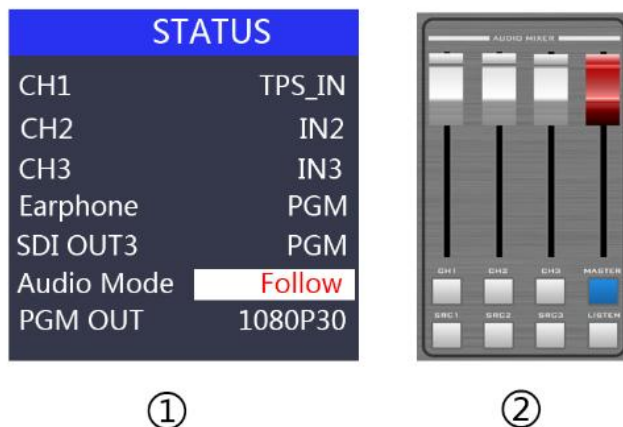 STATUS
CH1 TPS_IN
CH2 IN2
CH3 IN3
Earphone PGM
SDI OUT3 PGM
Audio Mode Follow
PGM OUT 1080P30
①
AUDIO MIXER
CH1 CH2 CH3 MASTER
SRC1 SRC2 SRC3 LISTEN
②